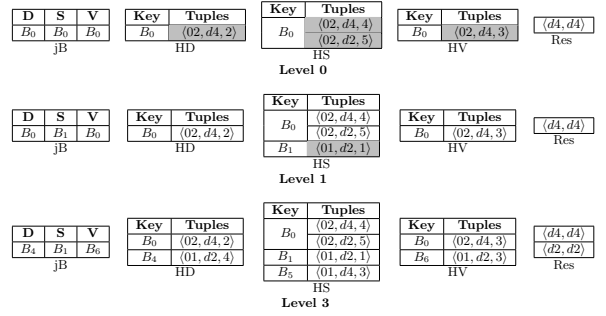 D S V Key Tuples Key Tuples Key Tuples
B₀ B₀ B₀ B₀ ⟨02, d4, 2⟩ B₀ ⟨02, d4, 4⟩ B₀ ⟨02, d4, 3⟩ ⟨d4, d4⟩
⟨02, d2, 5⟩
jB HD HS HV Res
Level 0
D S V Key Tuples Key Tuples Key Tuples
B₀ B₁ B₀ B₀ ⟨02, d4, 2⟩ B₀ ⟨02, d4, 4⟩ B₀ ⟨02, d4, 3⟩ ⟨d4, d4⟩
⟨02, d2, 5⟩
B₁ ⟨01, d2, 1⟩
jB HD HS HV Res
Level 1
D S V Key Tuples Key Tuples Key Tuples
B₄ B₁ B₆ B₀ ⟨02, d4, 2⟩ B₀ ⟨02, d4, 4⟩ B₀ ⟨02, d4, 3⟩ ⟨d4, d4⟩
B₄ ⟨01, d2, 4⟩ ⟨02, d2, 5⟩ B₆ ⟨01, d2, 3⟩ ⟨d2, d2⟩
B₁ ⟨01, d2, 1⟩
B₅ ⟨01, d4, 3⟩
jB HD HS HV Res
Level 3